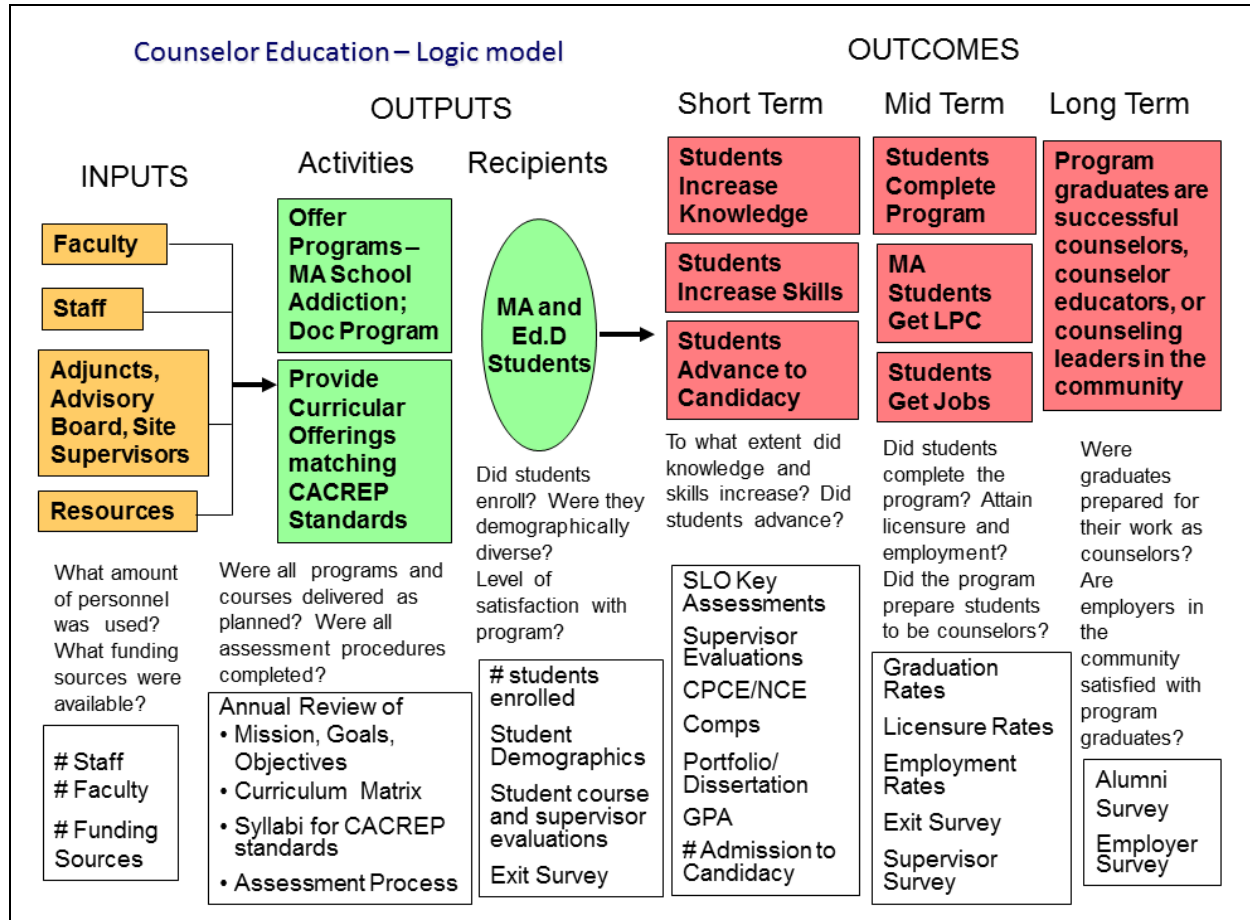 Counselor Education – Logic model
OUTCOMES
OUTPUTS
Short Term
Mid Term
Long Term
INPUTS
Activities
Recipients
Faculty
Staff
Adjuncts,
Advisory
Board, Site
Supervisors
Resources
What amount
of personnel
was used?
What funding
sources were
available?
# Staff
# Faculty
# Funding
Sources
Offer
Programs –
MA School
Addiction;
Doc Program
Provide
Curricular
Offerings
matching
CACREP
Standards
Were all programs and
courses delivered as
planned? Were all
assessment procedures
completed?
Annual Review of
• Mission, Goals,
Objectives
• Curriculum Matrix
• Syllabi for CACREP
standards
• Assessment Process
MA and
Ed.D
Students
Did students
enroll? Were they
demographically
diverse?
Level of
satisfaction with
program?
# students
enrolled
Student
Demographics
Student course
and supervisor
evaluations
Exit Survey
Students
Increase
Knowledge
Students
Increase Skills
Students
Advance to
Candidacy
To what extent did
knowledge and
skills increase? Did
students advance?
SLO Key
Assessments
Supervisor
Evaluations
CPCE/NCE
Comps
Portfolio/
Dissertation
GPA
# Admission to
Candidacy
Students
Complete
Program
MA
Students
Get LPC
Students
Get Jobs
Did students
complete the
program? Attain
licensure and
employment?
Did the program
prepare students
to be counselors?
Graduation
Rates
Licensure Rates
Employment
Rates
Exit Survey
Supervisor
Survey
Program
graduates are
successful
counselors,
counselor
educators, or
counseling
leaders in the
community
Were
graduates
prepared for
their work as
counselors?
Are
employers in
the
community
satisfied with
program
graduates?
Alumni
Survey
Employer
Survey